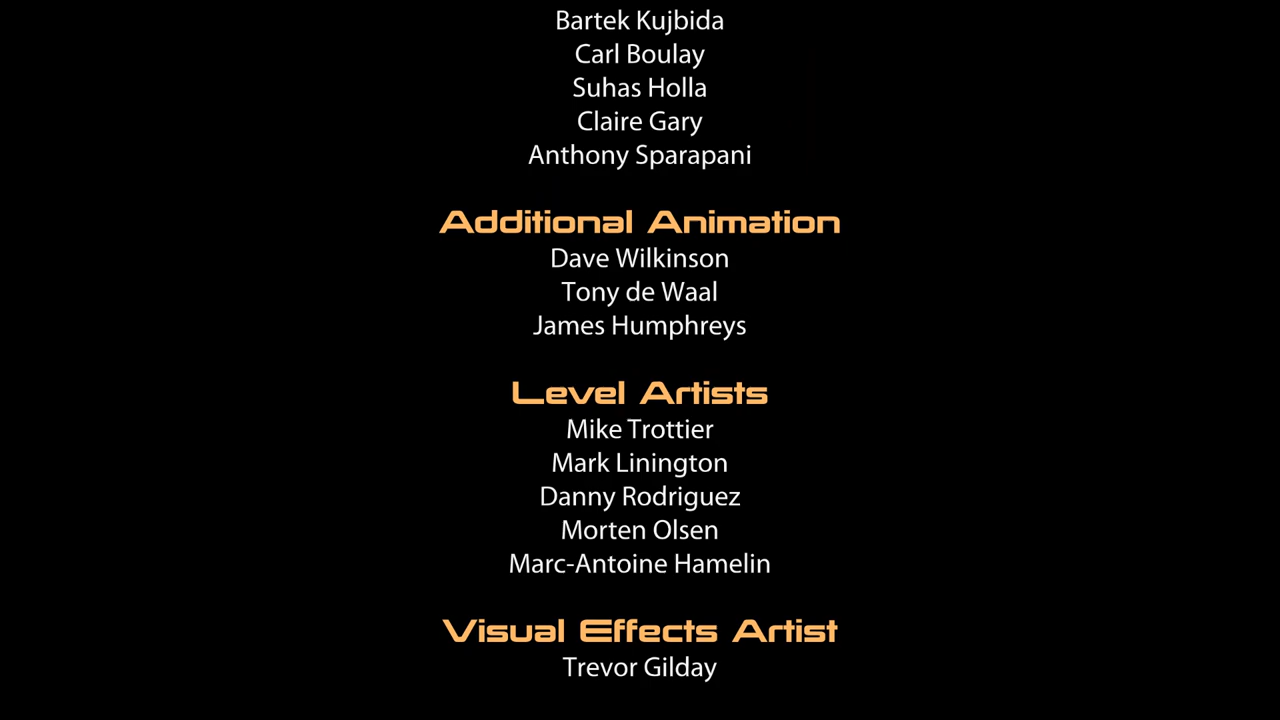 Bartek Kujbida
Carl Boulay
Suhas Holla
Claire Gary
Anthony Sparapani
Additional Animation
Dave Wilkinson
Tony de Waal
James Humphreys
Level Artists
Mike Trottier
Mark Linington
Danny Rodriguez
Morten Olsen
Marc-Antoine Hamelin
Visual Effects Artist
Trevor Gilday